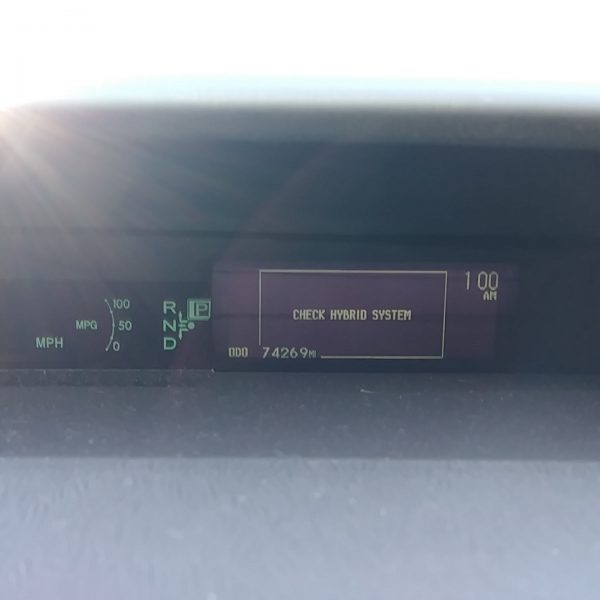 100
MPG 50
0
MPH
R P
N
D
1:00
AM
CHECK HYBRID SYSTEM
ODO 74269MI